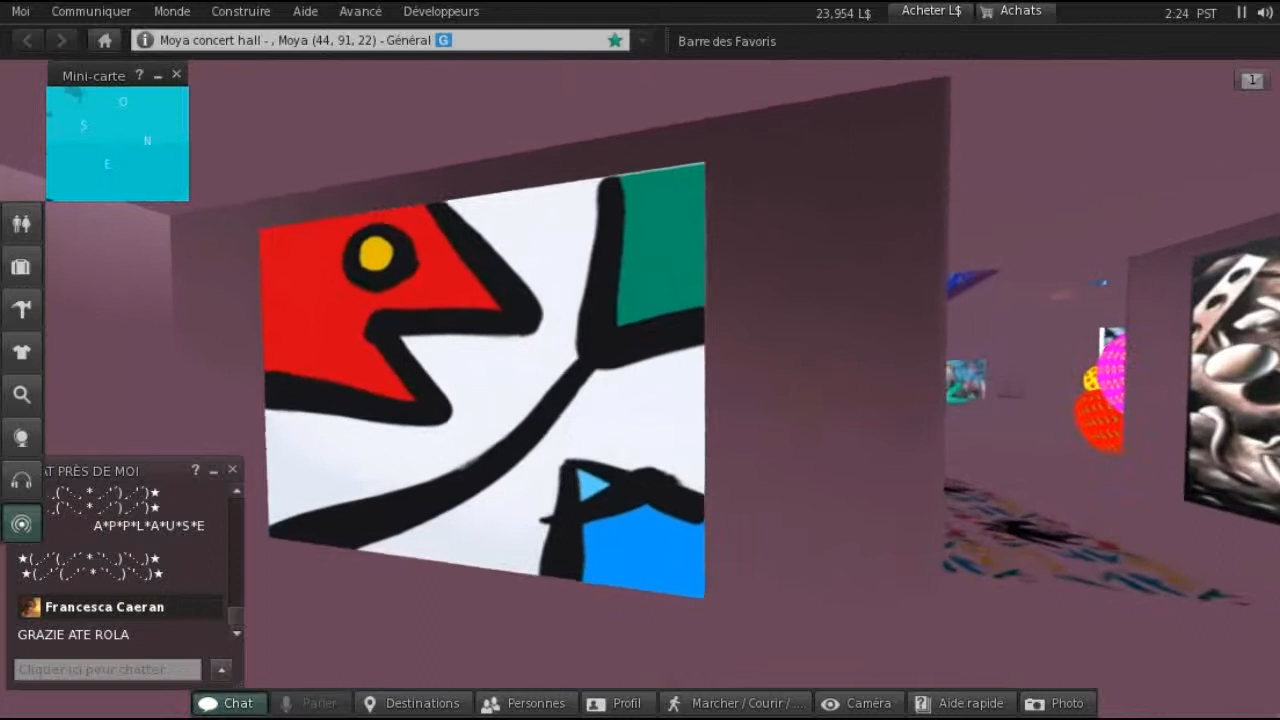 Moi Communiquer Monde Construire Aide Avancé Développeurs 23,954 L$ Acheter L$ Achats 2:24 PST
Moya concert hall - , Moya (44, 91, 22) - Général G Barre des Favoris
Mini-carte ? 1
O
S
N
E
AT PRÈS DE MOI ?
A*P*P*L*A*U*S*E
Francesca Caeran
GRAZIE ATE ROLA
Cliquer ici pour chatter.
Chat Parler Destinations Personnes Profil Marcher / Courir / ... Caméra Aide rapide Photo